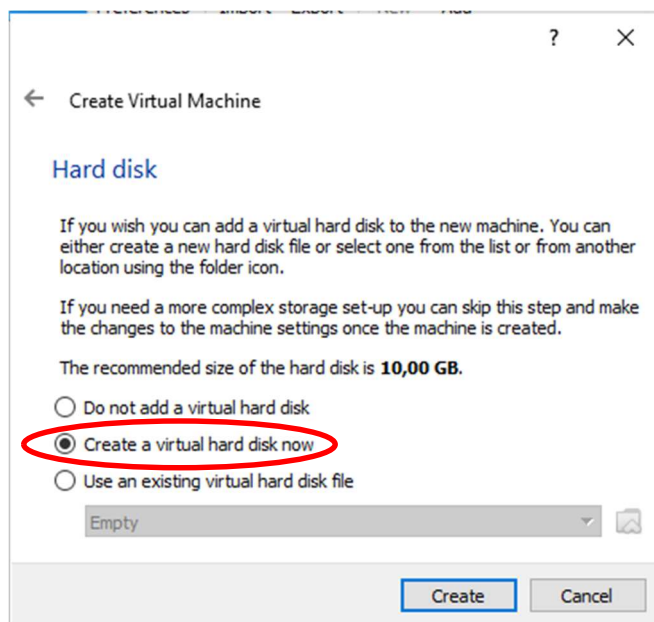 ?
Create Virtual Machine
Hard disk
If you wish you can add a virtual hard disk to the new machine. You can
either create a new hard disk file or select one from the list or from another
location using the folder icon.
If you need a more complex storage set-up you can skip this step and make
the changes to the machine settings once the machine is created.
The recommended size of the hard disk is 10,00 GB.
Do not add a virtual hard disk
Create a virtual hard disk now
Use an existing virtual hard disk file
Empty
Create Cancel